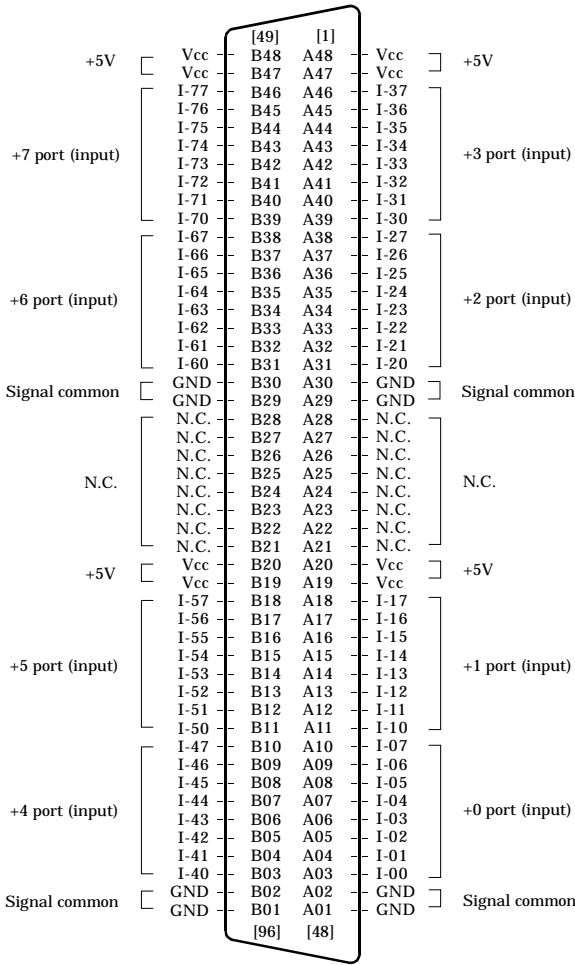 [49] [1]
+5V Vcc B48 A48 Vcc +5V
Vcc B47 A47 Vcc
I-77 B46 A46 I-37
I-76 B45 A45 I-36
I-75 B44 A44 I-35
+7 port (input) I-74 B43 A43 I-34 +3 port (input)
I-73 B42 A42 I-33
I-72 B41 A41 I-32
I-71 B40 A40 I-31
I-70 B39 A39 I-30
I-67 B38 A38 I-27
I-66 B37 A37 I-26
I-65 B36 A36 I-25
+6 port (input) I-64 B35 A35 I-24 +2 port (input)
I-63 B34 A34 I-23
I-62 B33 A33 I-22
I-61 B32 A32 I-21
I-60 B31 A31 I-20
Signal common GND B30 A30 GND Signal common
GND B29 A29 GND
N.C. B28 A28 N.C.
N.C. B27 A27 N.C.
N.C. B26 A26 N.C.
N.C. N.C. B25 A25 N.C. N.C.
N.C. B24 A24 N.C.
N.C. B23 A23 N.C.
N.C. B22 A22 N.C.
N.C. B21 A21 N.C.
+5V Vcc B20 A20 Vcc +5V
Vcc B19 A19 Vcc
I-57 B18 A18 I-17
I-56 B17 A17 I-16
I-55 B16 A16 I-15
+5 port (input) I-54 B15 A15 I-14 +1 port (input)
I-53 B14 A14 I-13
I-52 B13 A13 I-12
I-51 B12 A12 I-11
I-50 B11 A11 I-10
I-47 B10 A10 I-07
I-46 B09 A09 I-06
I-45 B08 A08 I-05
+4 port (input) I-44 B07 A07 I-04 +0 port (input)
I-43 B06 A06 I-03
I-42 B05 A05 I-02
I-41 B04 A04 I-01
I-40 B03 A03 I-00
Signal common GND B02 A02 GND Signal common
GND B01 A01 GND
[96] [48]